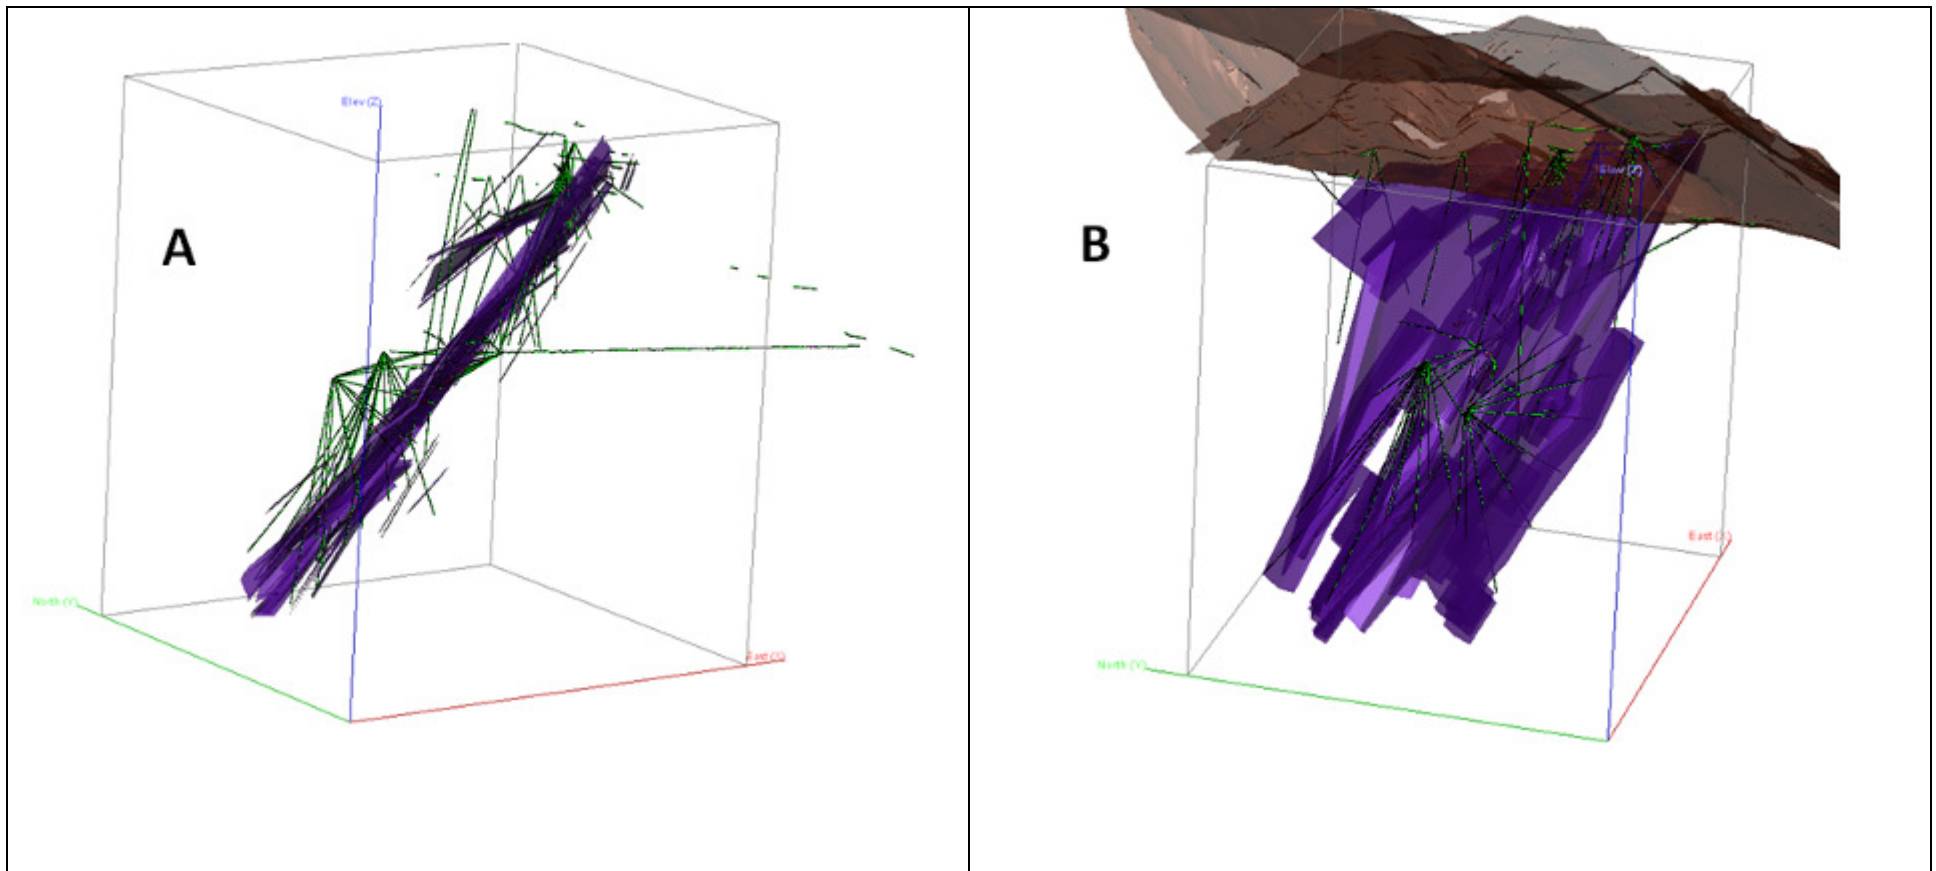 Elev (Z)
A
North (Y)
East (X)
B
Elev (Z)
East (X)
North (Y)